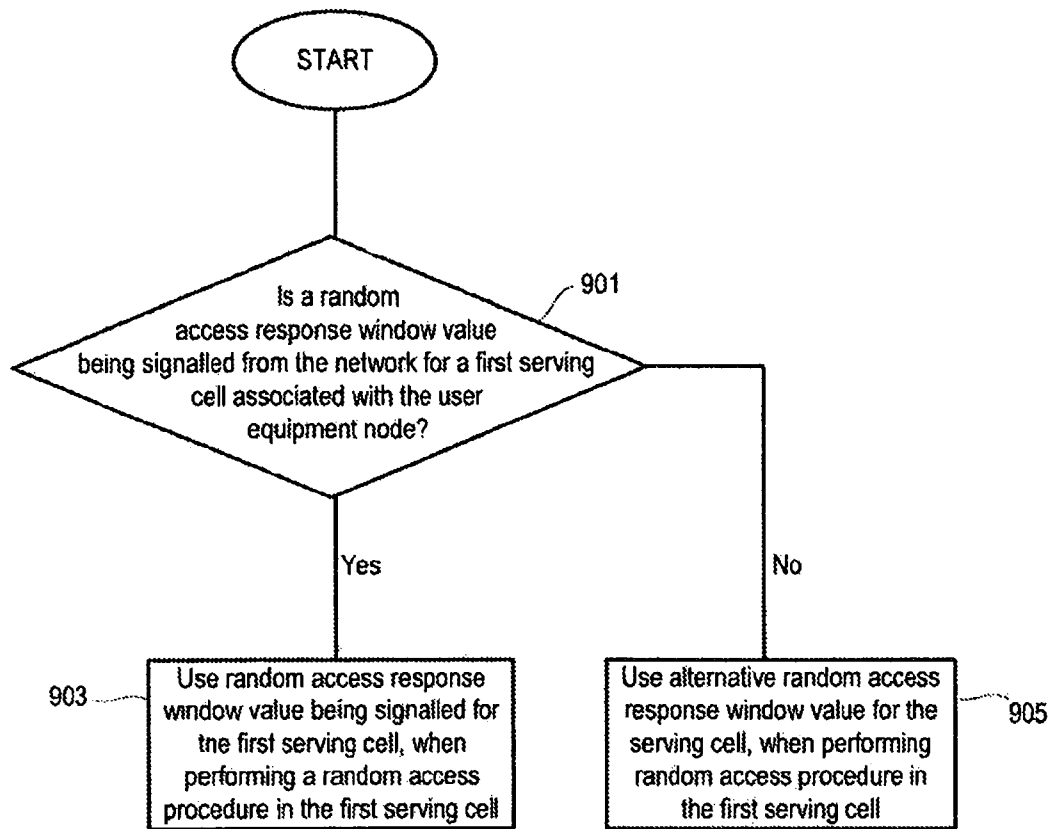 START
Is a random
access response window value
being signalled from the network for a first serving
cell associated with the user
equipment node?
901
Yes
No
903
Use random access response
window value being signalled for
the first serving cell, when
performing a random access
procedure in the first serving cell
Use alternative random access
response window value for the
serving cell, when performing
random access procedure in
the first serving cell
905